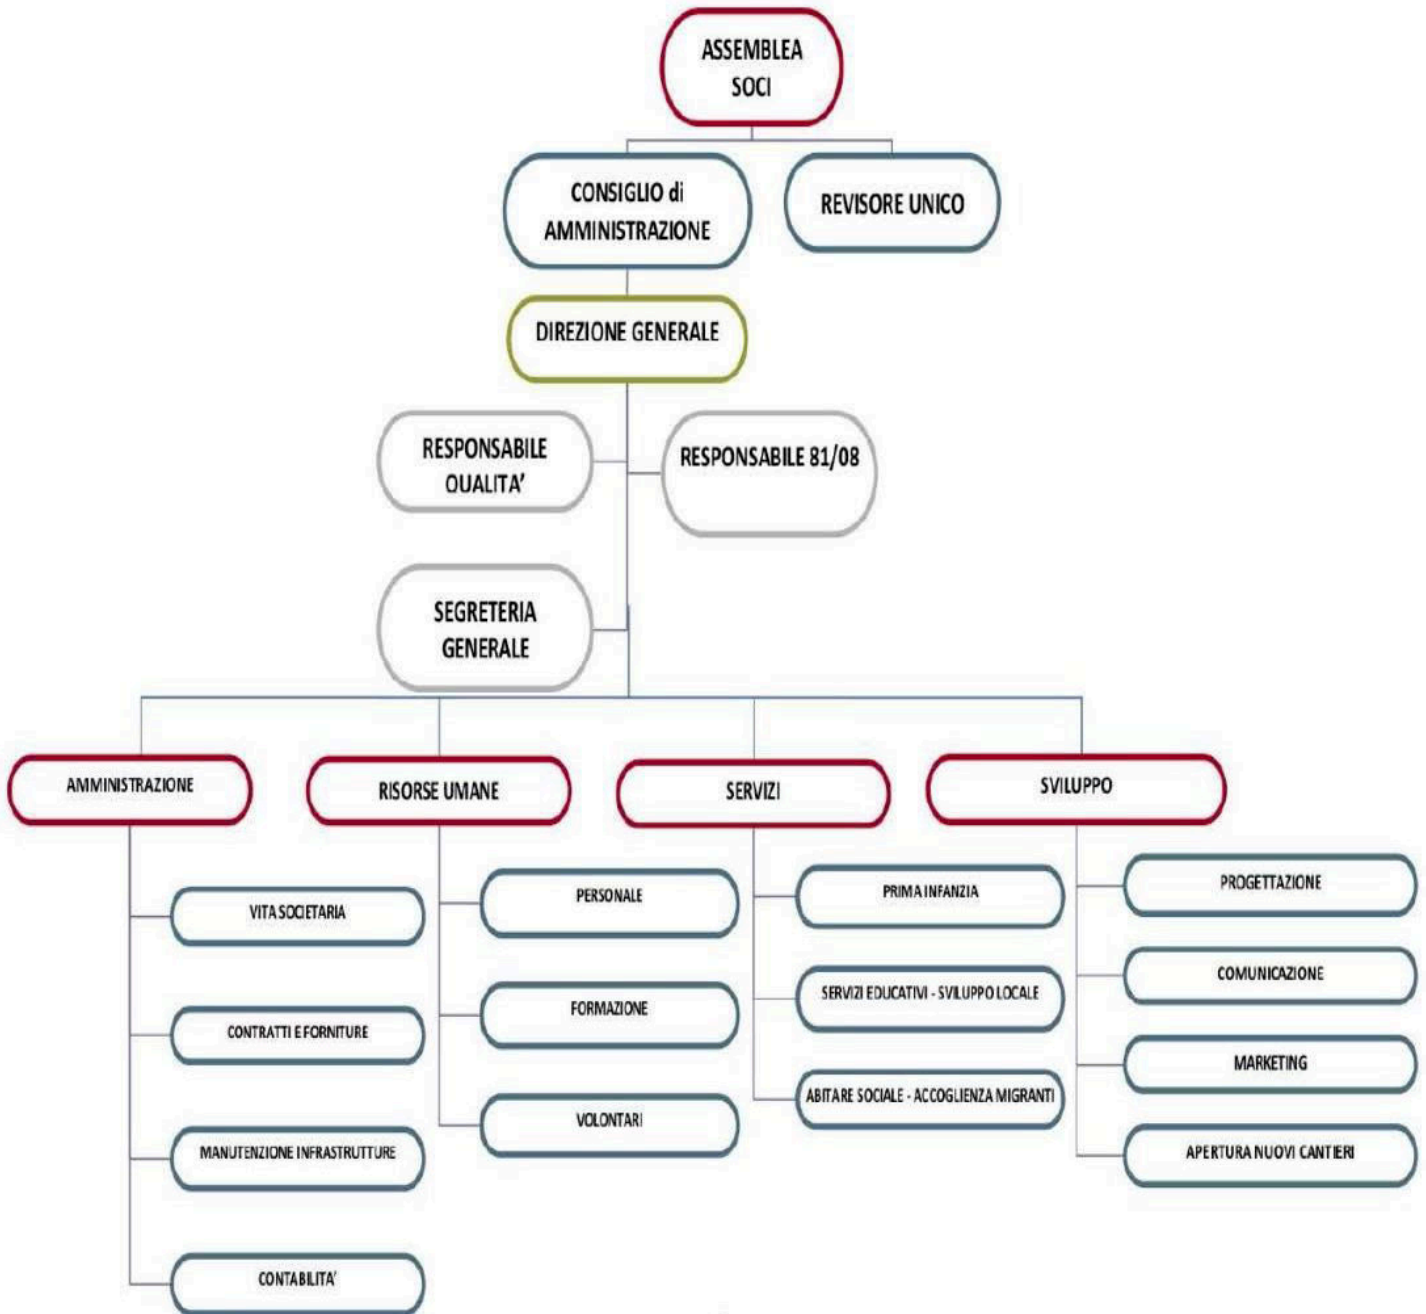 ASSEMBLEA
SOCI
CONSIGLIO di
AMMINISTRAZIONE
REVISORE UNICO
DIREZIONE GENERALE
RESPONSABILE
QUALITA’
RESPONSABILE 81/08
SEGRETERIA
GENERALE
AMMINISTRAZIONE
RISORSE UMANE
SERVIZI
SVILUPPO
VITA SOCIETARIA
CONTRATTI E FORNITURE
MANUTENZIONE INFRASTRUTTURE
CONTABILITA’
PERSONALE
FORMAZIONE
VOLONTARI
PRIMA INFANZIA
SERVIZI EDUCATIVI - SVILUPPO LOCALE
ABITARE SOCIALE - ACCOGLIENZA MIGRANTI
PROGETTAZIONE
COMUNICAZIONE
MARKETING
APERTURA NUOVI CANTIERI